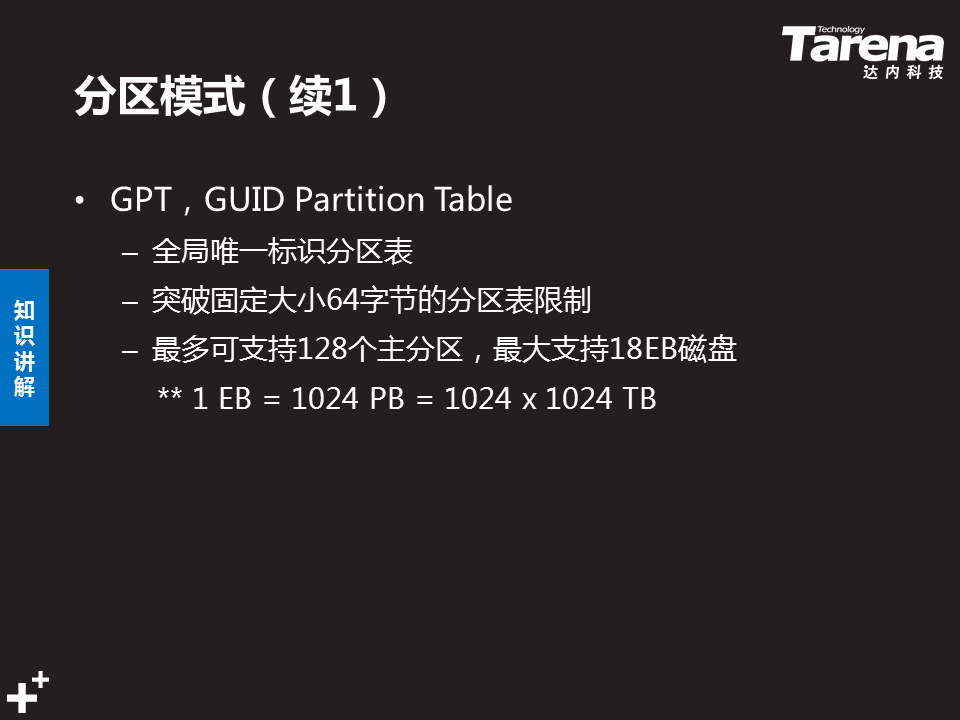 Technology
Tarena
达内科技
分区模式（续1）
• GPT，GUID Partition Table
– 全局唯一标识分区表
– 突破固定大小64字节的分区表限制
– 最多可支持128个主分区，最大支持18EB磁盘
** 1 EB = 1024 PB = 1024 x 1024 TB
知
识
讲
解